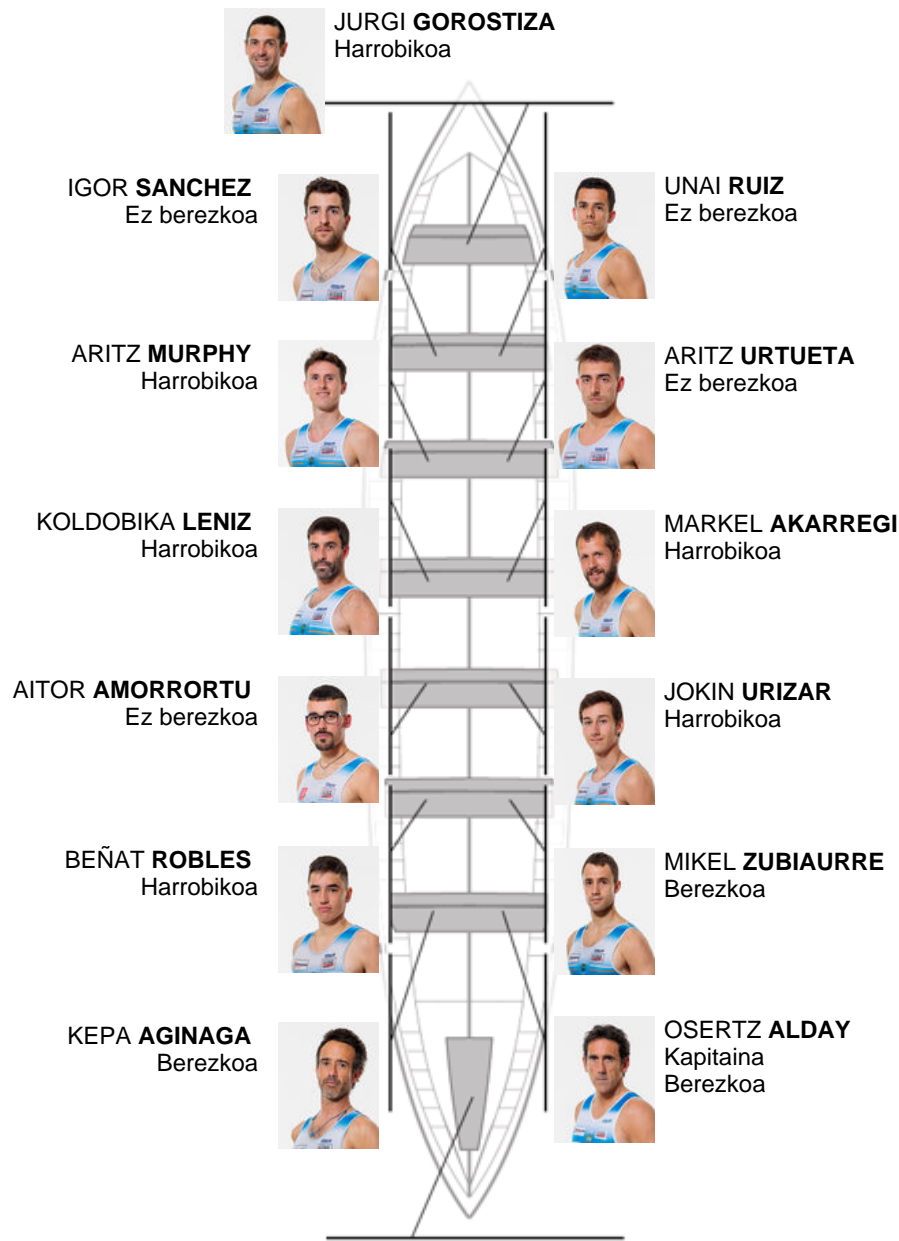 JURGI GOROSTIZA
Harrobikoa
IGOR SANCHEZ
Ez berezkoa
UNAI RUIZ
Ez berezkoa
ARITZ MURPHY
Harrobikoa
ARITZ URTUETA
Ez berezkoa
KOLDOBIKA LENIZ
Harrobikoa
MARKEL AKARREGI
Harrobikoa
AITOR AMORRORTU
Ez berezkoa
JOKIN URIZAR
Harrobikoa
BEÑAT ROBLES
Harrobikoa
MIKEL ZUBIAURRE
Berezkoa
KEPA AGINAGA
Berezkoa
OSERTZ ALDAY
Kapitaina
Berezkoa